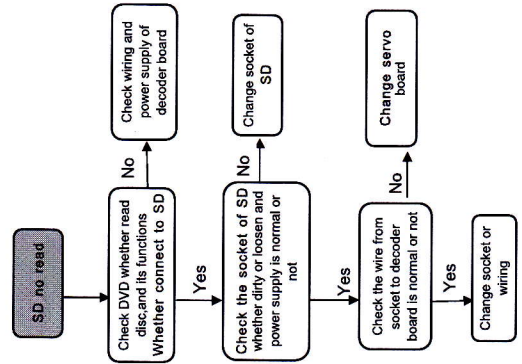 SD no read
Check DVD whether read
disc,and its functions
Whether connect to SD
No
Check wiring and
power supply of
decoder board
Yes
Check the socket of SD
whether dirty or loosen and
power supply is normal or
not
No
Change socket of
SD
Yes
Check the wire from
socket to decoder
board is normal or not
No
Change servo
board
Yes
Change socket or
wiring